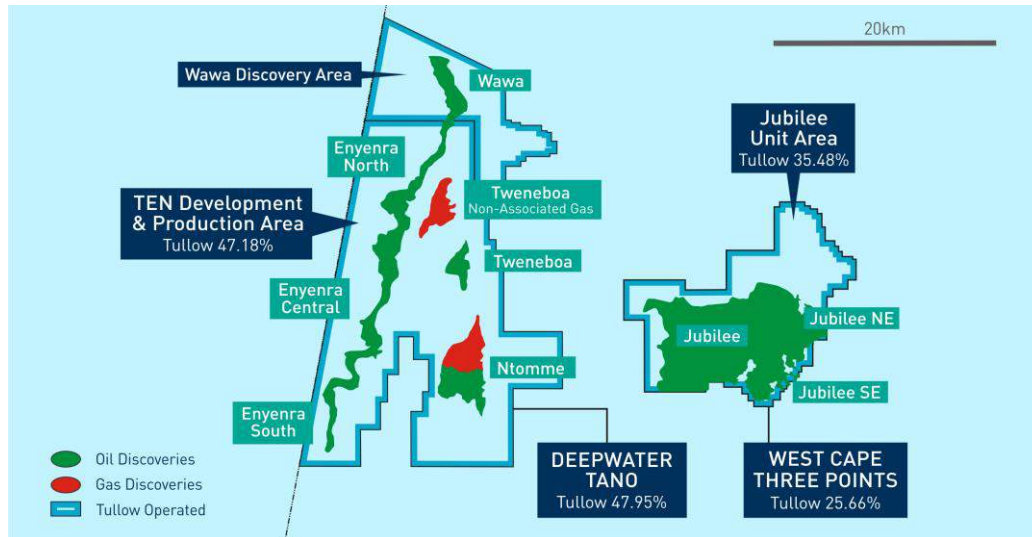 20km
Wawa Discovery Area
Wawa
Jubilee
Unit Area
Tullow 35.48%
Enyenra
North
TEN Development
& Production Area
Tullow 47.18%
Tweneboa
Non-Associated Gas
Tweneboa
Enyenra
Central
Jubilee NE
Jubilee
Ntomme
Jubilee SE
Enyenra
South
DEEPWATER
TANO
Tullow 47.95%
WEST CAPE
THREE POINTS
Tullow 25.66%
Oil Discoveries
Gas Discoveries
Tullow Operated